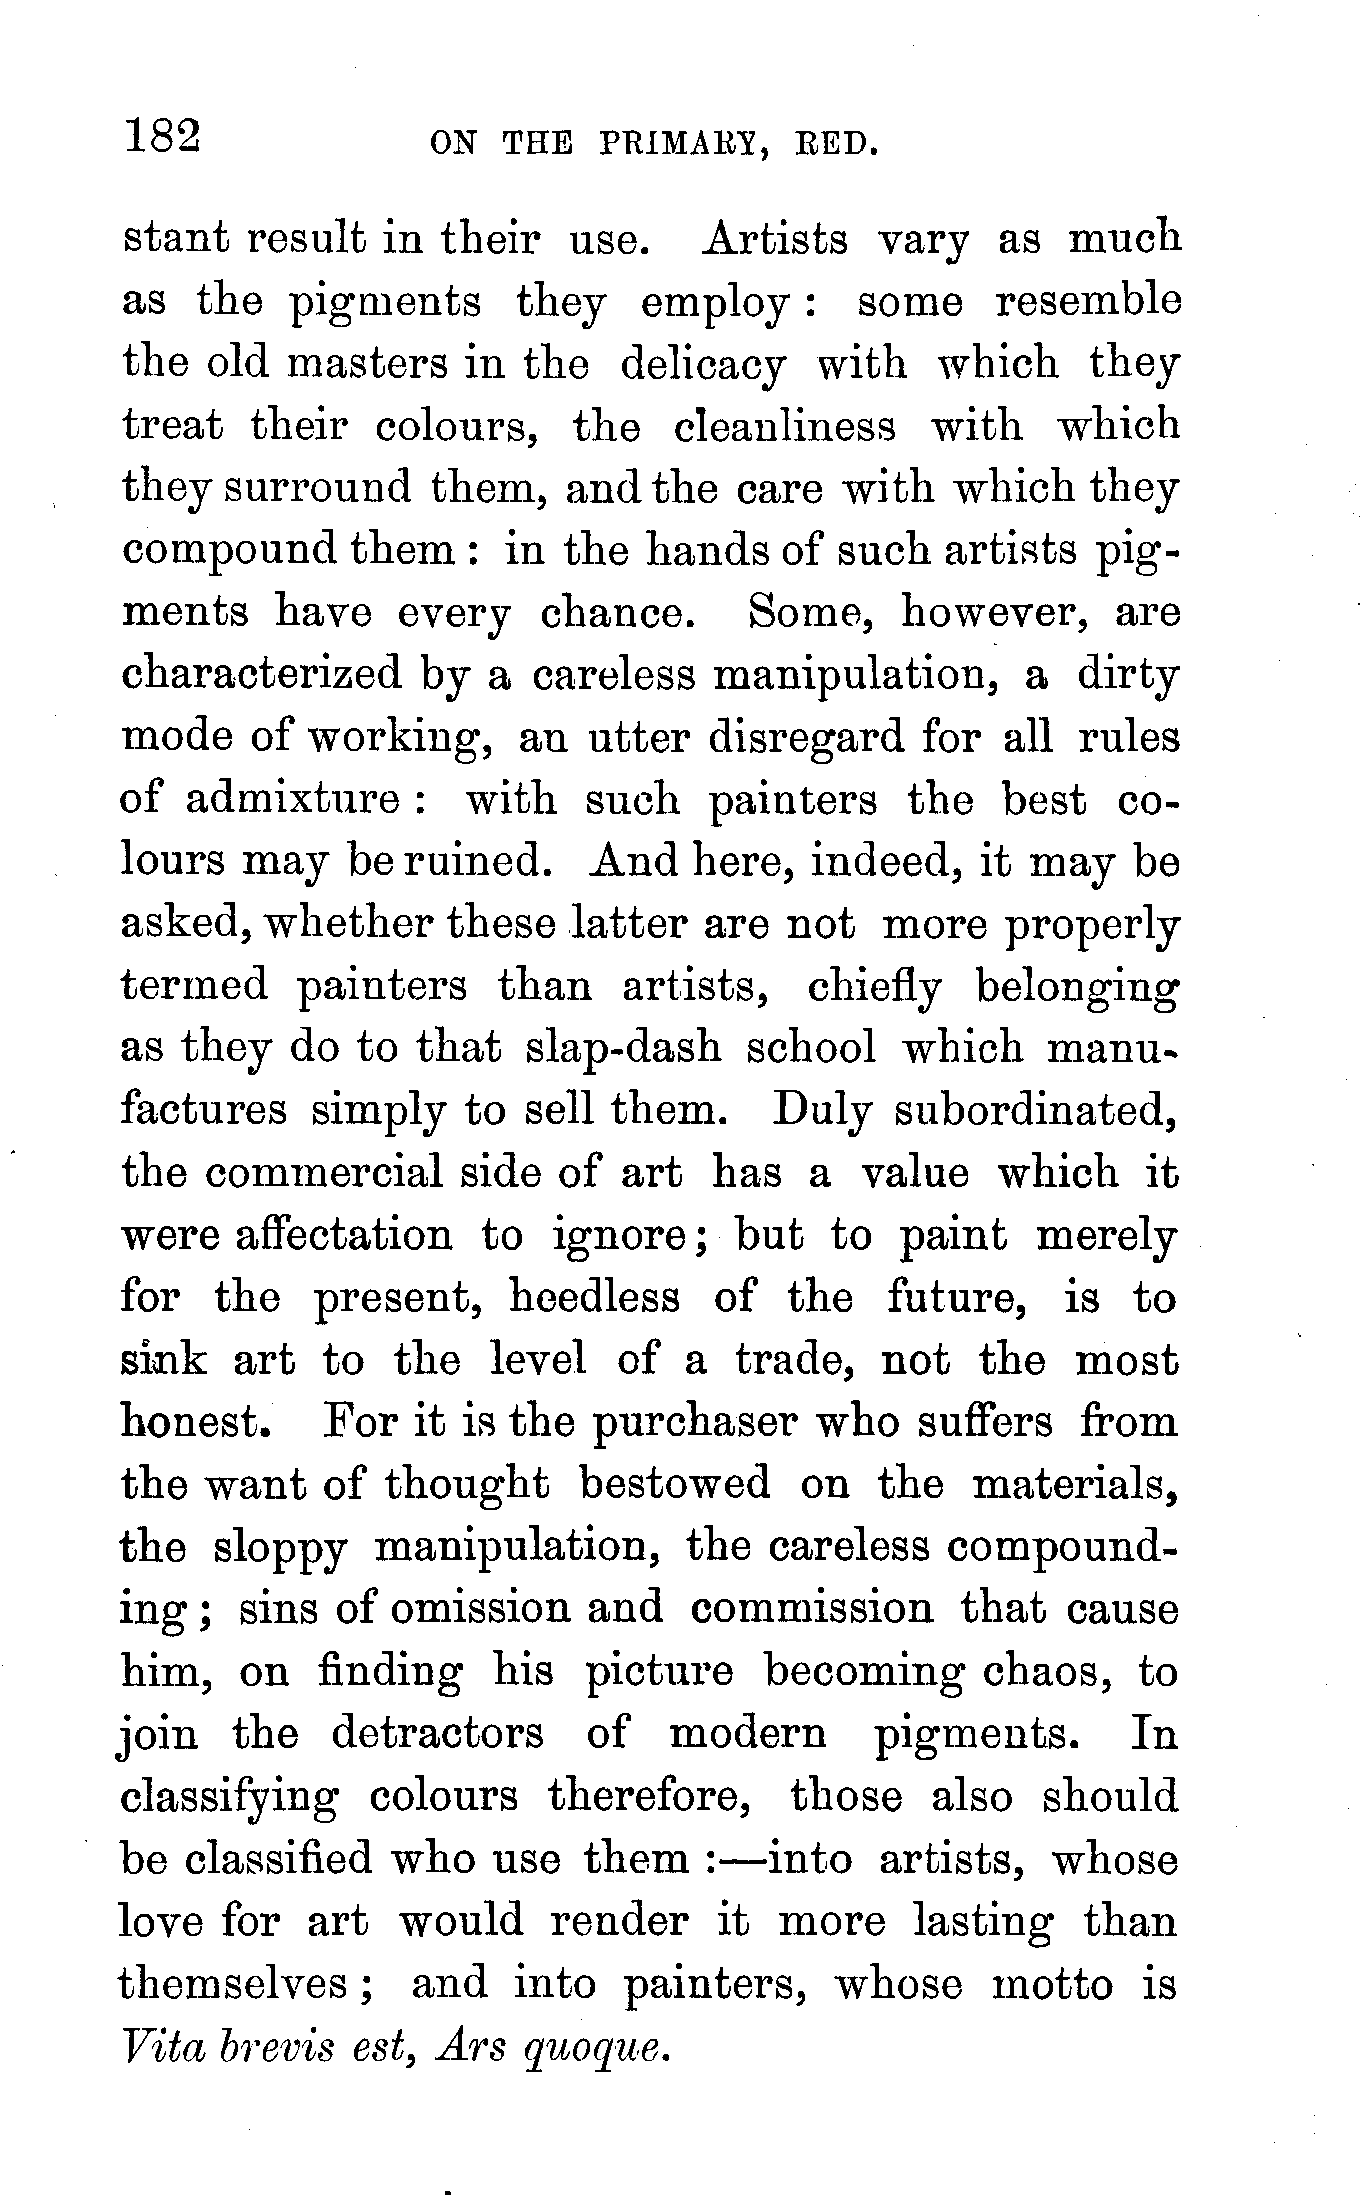 182 ON THE PRIMARY, RED.
stant result in their use. Artists vary as much
as the pigments they employ : some resemble
the old masters in the delicacy with which they
treat their colours, the cleanliness with which
they surround them, and the care with which they
compound them : in the hands of such artists pig-
ments have every chance. Some, however, are
characterized by a careless manipulation, a dirty
mode of working, an utter disregard for all rules
of admixture : with such painters the best co-
lours may be ruined. And here, indeed, it may be
asked, whether these latter are not more properly
termed painters than artists, chiefly belonging
as they do to that slap-dash school which manu-
factures simply to sell them. Duly subordinated,
the commercial side of art has a value which it
were affectation to ignore; but to paint merely
for the present, heedless of the future, is to
sink art to the level of a trade, not the most
honest. For it is the purchaser who suffers from
the want of thought bestowed on the materials,
the sloppy manipulation, the careless compound-
ing ; sins of omission and commission that cause
him, on finding his picture becoming chaos, to
join the detractors of modern pigments. In
classifying colours therefore, those also should
be classified who use them :—into artists, whose
love for art would render it more lasting than
themselves ; and into painters, whose motto is
Vita brevis est, Ars quoque.